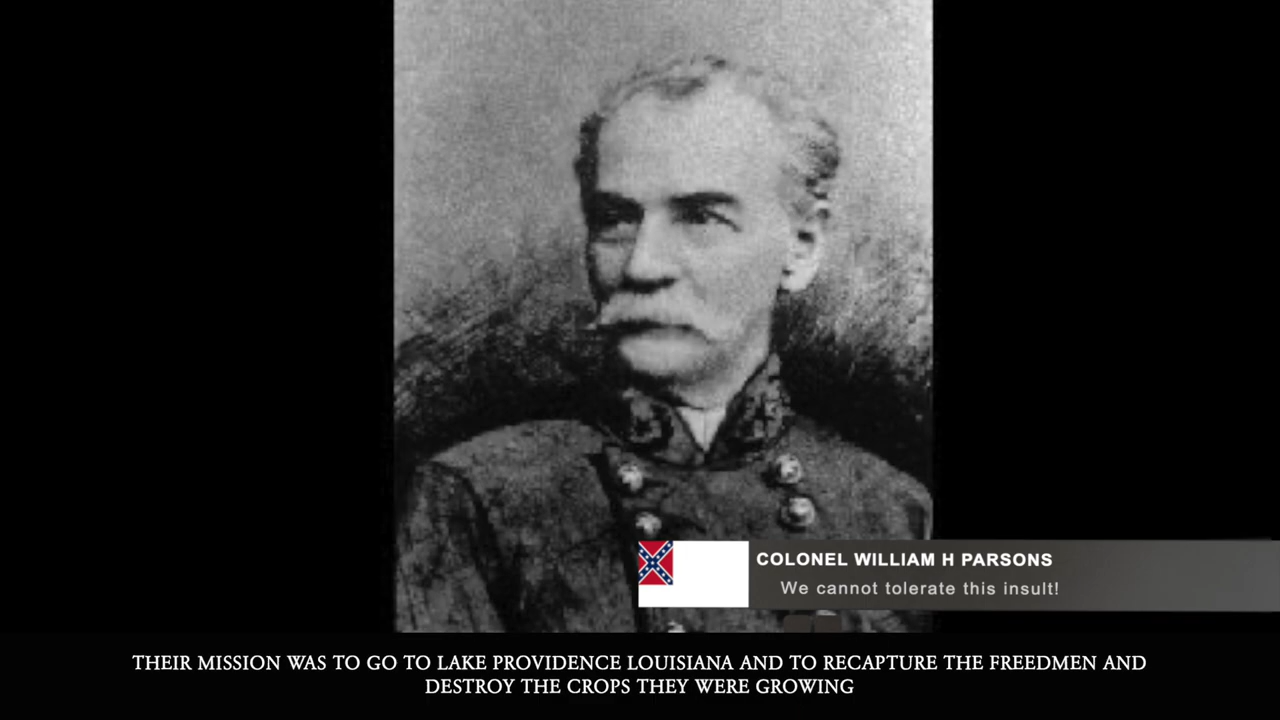 COLONEL WILLIAM H PARSONS
We cannot tolerate this insult!
THEIR MISSION WAS TO GO TO LAKE PROVIDENCE LOUISIANA AND TO RECAPTURE THE FREEDMEN AND
DESTROY THE CROPS THEY WERE GROWING